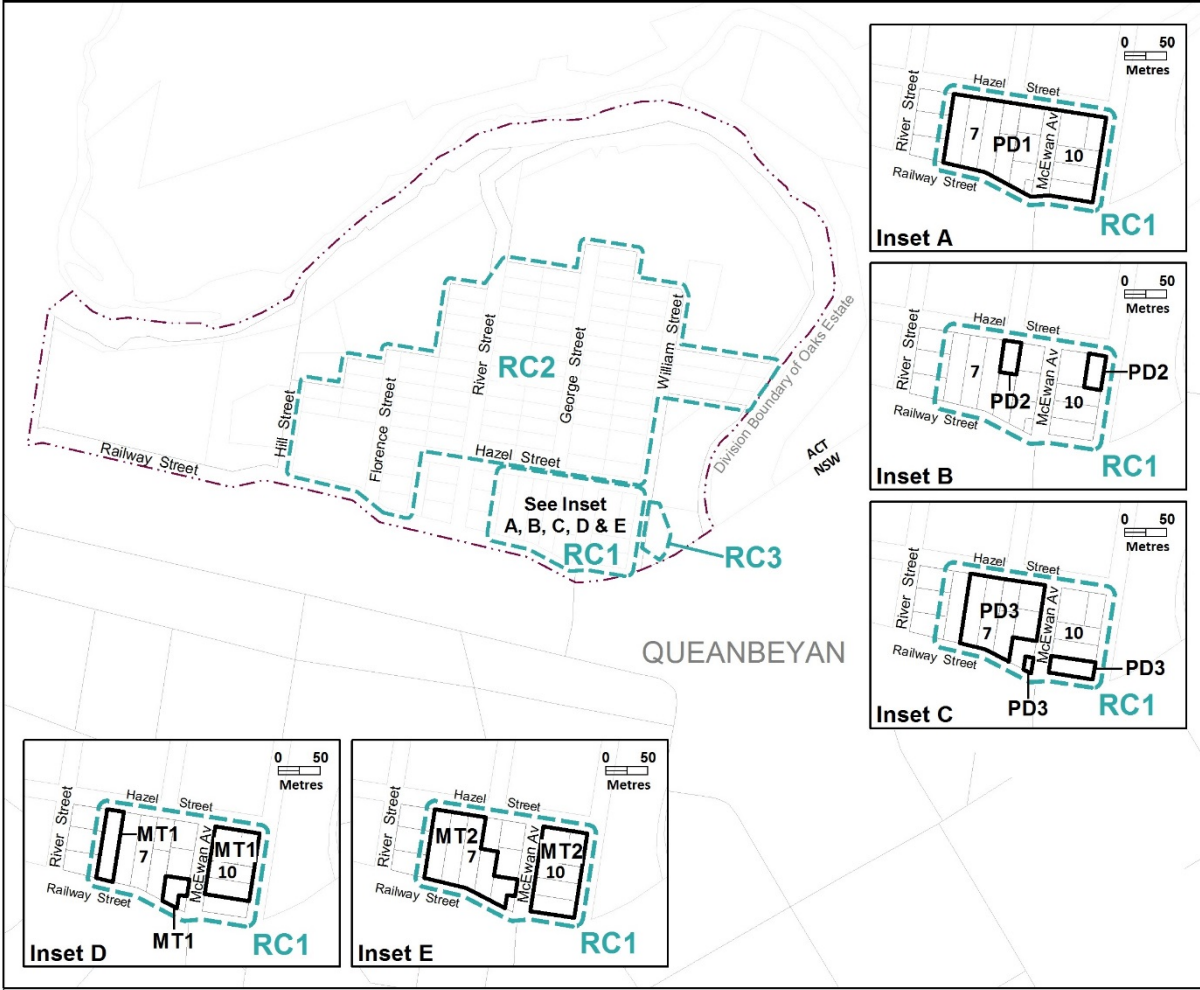 River Street
George Street
William Street
RC2
Hill Street
Florence Street
Railway Street
Hazel Street
See Inset
A, B, C, D & E
RC1
RC3
Division Boundary of Oaks Estate
ACT
NSW
QUEANBEYAN
0 50
Metres
Hazel Street
River Street
7
PD1
McEwan Av
10
Railway Street
RC1
Inset A
0 50
Metres
Hazel Street
River Street
7
PD2
McEwan Av
10
PD2
Railway Street
RC1
Inset B
0 50
Metres
Hazel Street
River Street
PD3
7
McEwan Av
10
Railway Street
PD3
PD3
RC1
Inset C
0 50
Metres
Hazel Street
River Street
MT1
7
McEwan Av
MT1
10
Railway Street
MT1
RC1
Inset D
0 50
Metres
Hazel Street
River Street
MT2
7
McEwan Av
MT2
10
Railway Street
RC1
Inset E